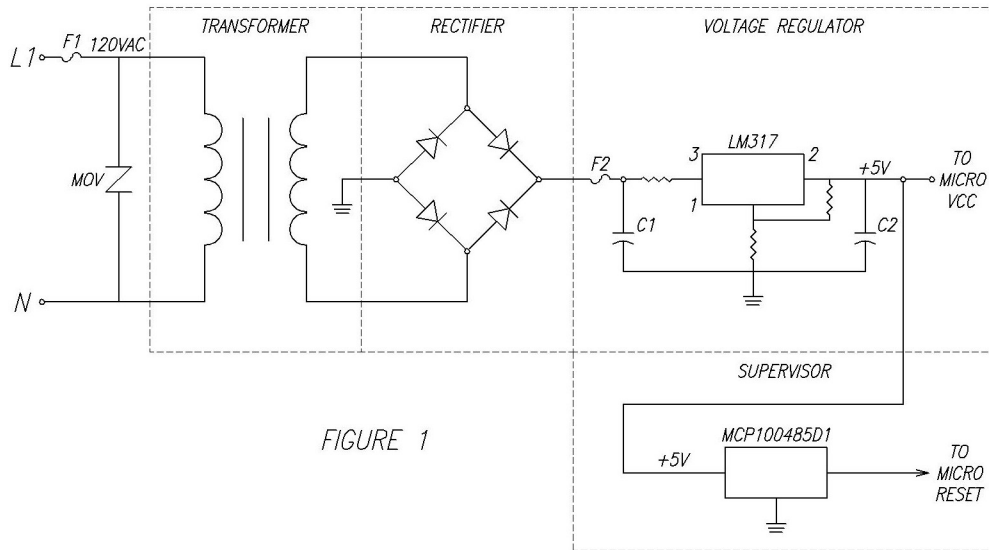 TRANSFORMER
RECTIFIER
VOLTAGE REGULATOR
L1
F1
120VAC
MOV
N
F2
C1
3
LM317
2
1
+5V
C2
TO
MICRO
VCC
SUPERVISOR
FIGURE 1
+5V
MCP100485D1
TO
MICRO
RESET